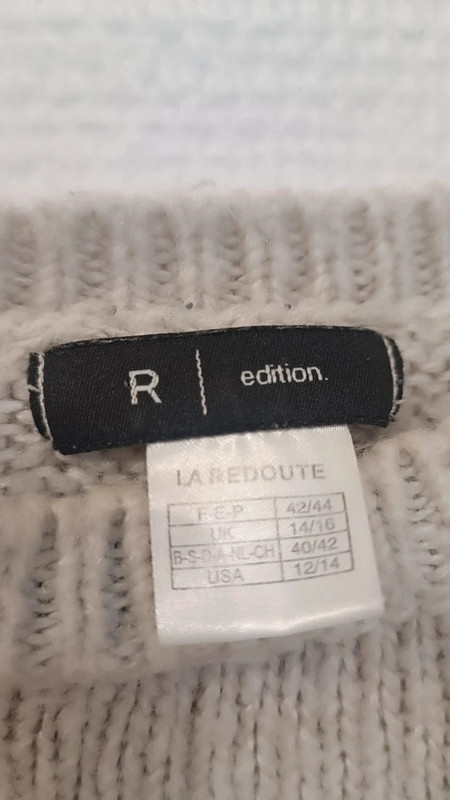 R | edition.
LA REDOUTE
F-E-P 42/44
UK 14/16
B-S-D-A-NL-CH 40/42
USA 12/14